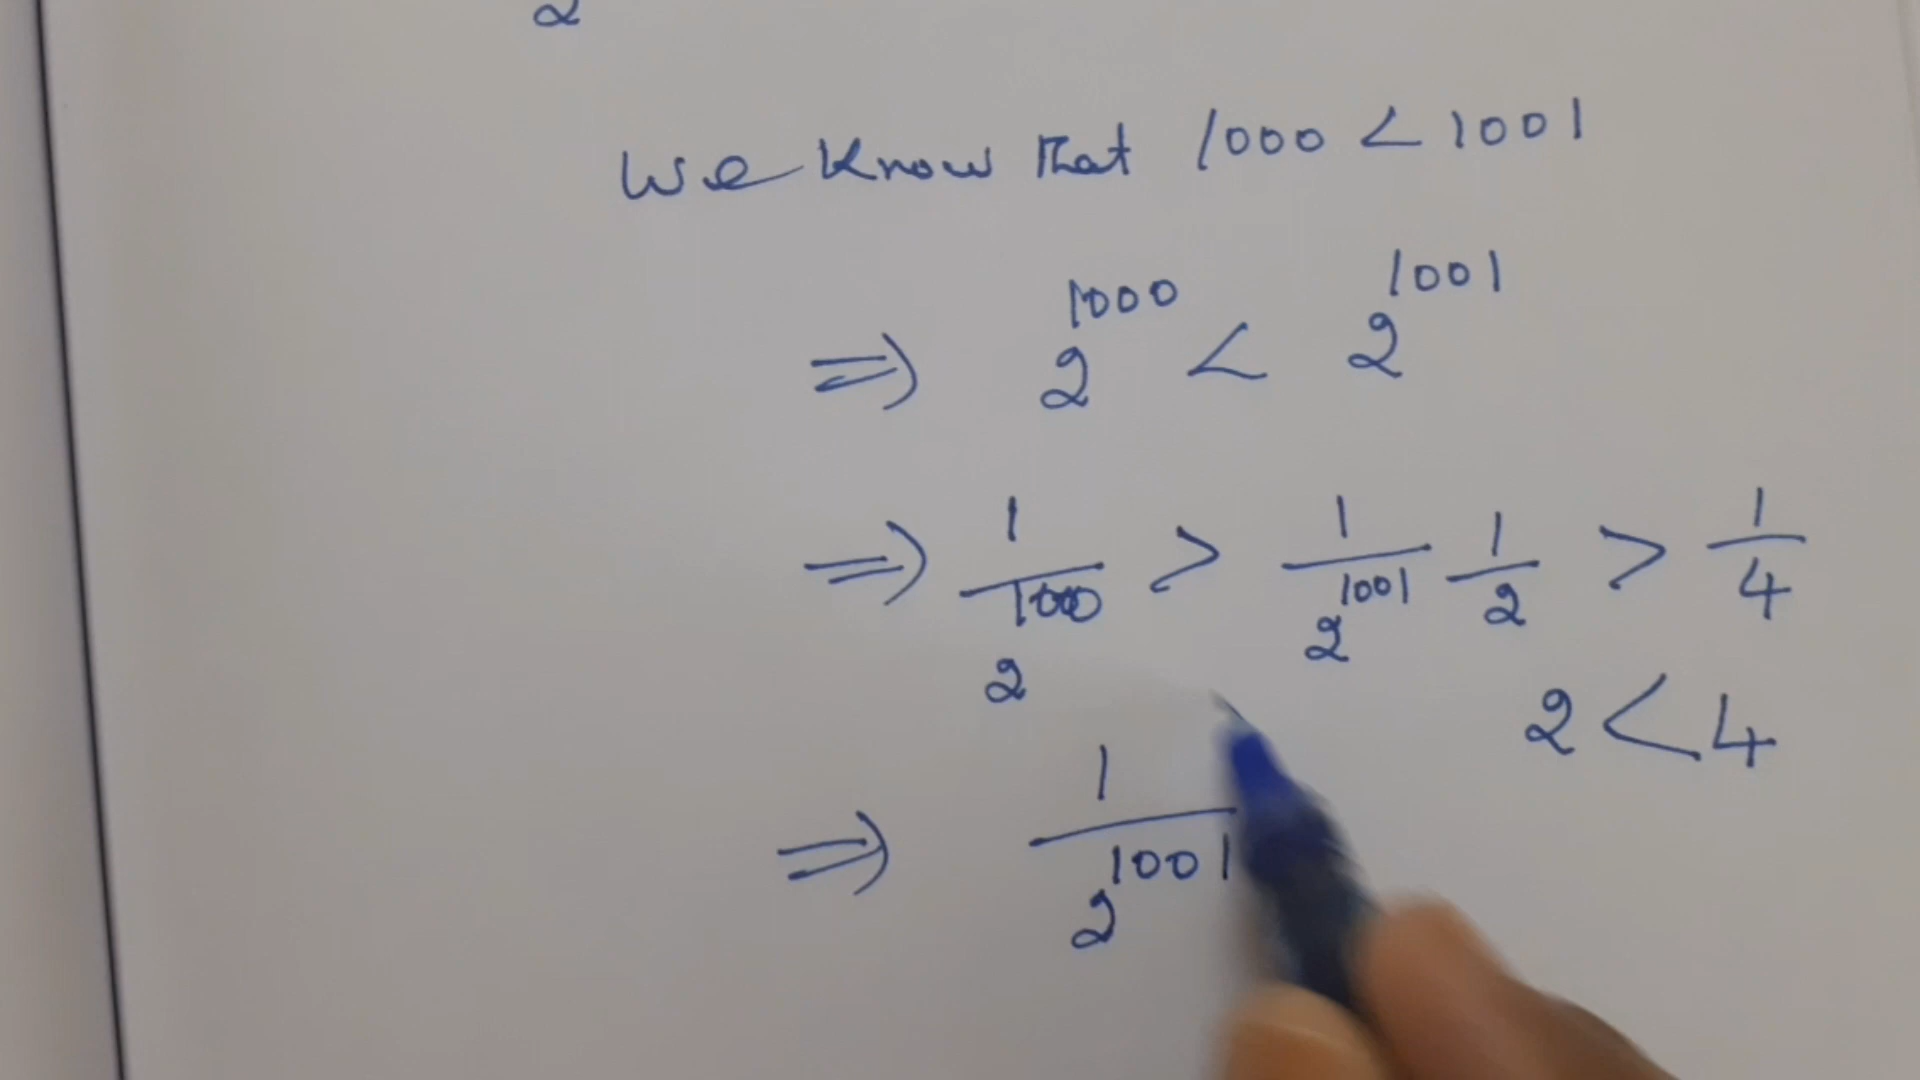 2
We know that 1000 < 1001
⇒ 2^1000 < 2^1001
⇒ 1/2^1000 > 1/2^1001 1/2 > 1/4
2 < 4
⇒ 1/2^1001